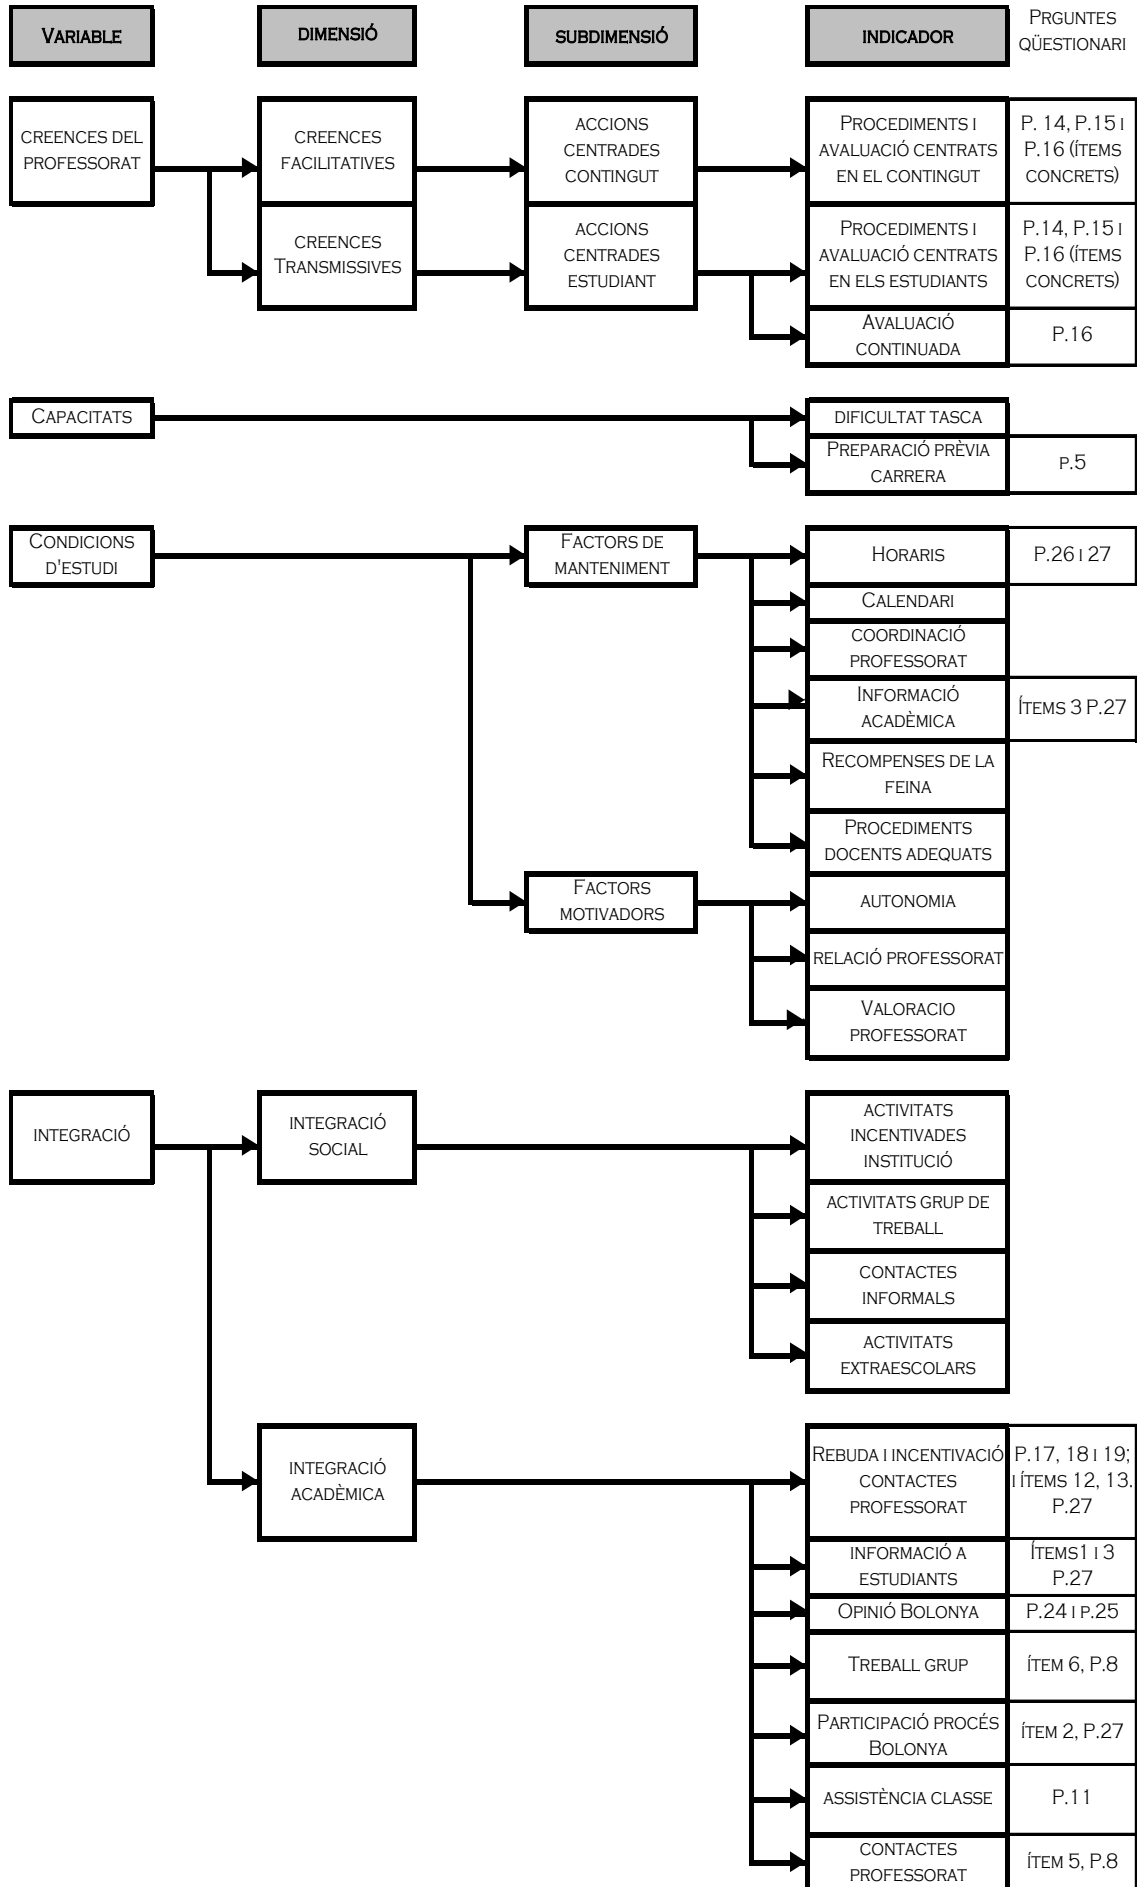 VARIABLE
DIMENSIÓ
SUBDIMENSIÓ
INDICADOR
PRGUNTES
QÜESTIONARI
CREENCES DEL
PROFESSORAT
CREENCES
FACILITATIVES
ACCIONS
CENTRADES
CONTINGUT
PROCEDIMENTS I
AVALUACIÓ CENTRATS
EN EL CONTINGUT
P. 14, P.15 I
P.16 (ÍTEMS
CONCRETS)
CREENCES
TRANSMISSIVES
ACCIONS
CENTRADES
ESTUDIANT
PROCEDIMENTS I
AVALUACIÓ CENTRATS
EN ELS ESTUDIANTS
P.14, P.15 I
P.16 (ÍTEMS
CONCRETS)
AVALUACIÓ
CONTINUADA
P.16
CAPACITATS
DIFICULTAT TASCA
PREPARACIÓ PRÈVIA
CARRERA
P.5
CONDICIONS
D'ESTUDI
FACTORS DE
MANTENIMENT
HORARIS
P.26 I 27
CALENDARI
COORDINACIÓ
PROFESSORAT
INFORMACIÓ
ACADÈMICA
ÍTEMS 3 P.27
RECOMPENSES DE LA
FEINA
PROCEDIMENTS
DOCENTS ADEQUATS
FACTORS
MOTIVADORS
AUTONOMIA
RELACIÓ PROFESSORAT
VALORACIO
PROFESSORAT
INTEGRACIÓ
INTEGRACIÓ
SOCIAL
ACTIVITATS
INCENTIVADES
INSTITUCIÓ
ACTIVITATS GRUP DE
TREBALL
CONTACTES
INFORMALS
ACTIVITATS
EXTRAESCOLARS
INTEGRACIÓ
ACADÈMICA
REBUDA I INCENTIVACIÓ
CONTACTES
PROFESSORAT
P.17, 18 I 19;
I ÍTEMS 12, 13.
P.27
INFORMACIÓ A
ESTUDIANTS
ÍTEMS1 I 3
P.27
OPINIÓ BOLONYA
P.24 I P.25
TREBALL GRUP
ÍTEM 6, P.8
PARTICIPACIÓ PROCÉS
BOLONYA
ÍTEM 2, P.27
ASSISTÈNCIA CLASSE
P.11
CONTACTES
PROFESSORAT
ÍTEM 5, P.8